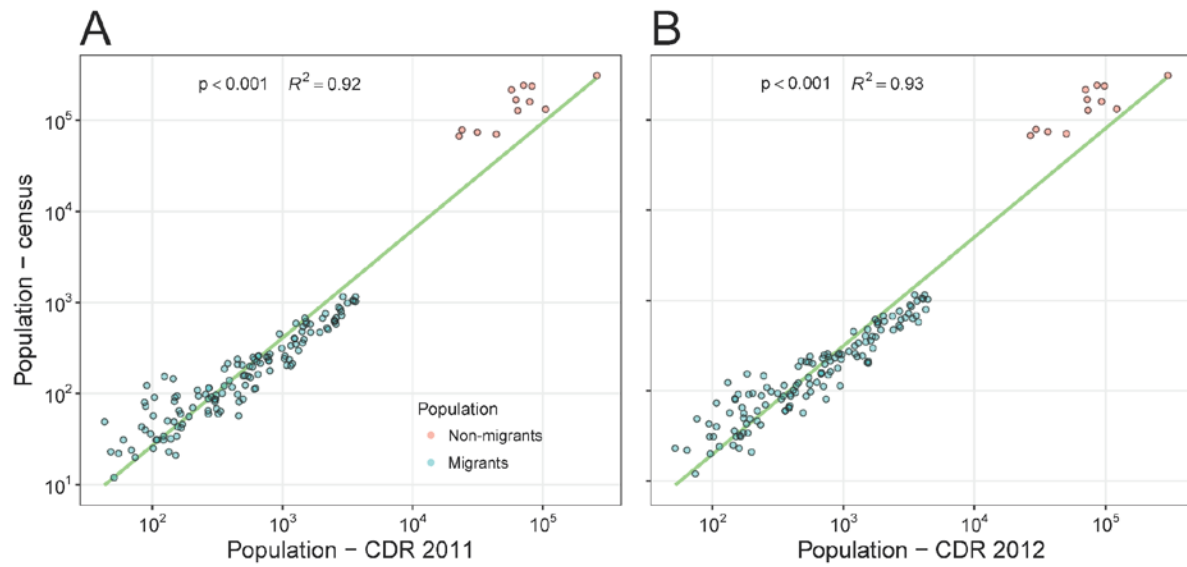 A
B
p < 0.001 R² = 0.92
p < 0.001 R² = 0.93
Population − census
10⁵
10⁴
10³
10²
10¹
Population
Non-migrants
Migrants
10² 10³ 10⁴ 10⁵
10² 10³ 10⁴ 10⁵
Population − CDR 2011
Population − CDR 2012